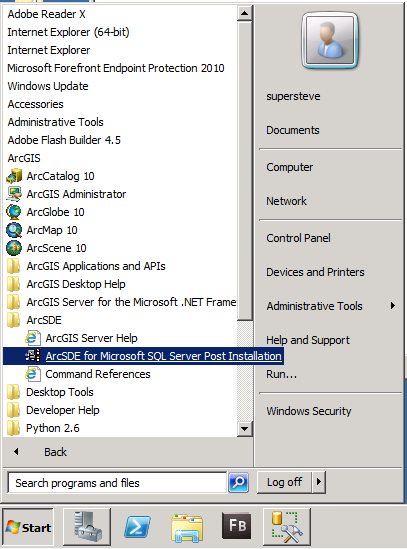 Adobe Reader X
Internet Explorer (64-bit)
Internet Explorer
Microsoft Forefront Endpoint Protection 2010
Windows Update
Accessories
Administrative Tools
Adobe Flash Builder 4.5
ArcGIS
ArcCatalog 10
ArcGIS Administrator
ArcGlobe 10
ArcMap 10
ArcScene 10
ArcGIS Applications and APIs
ArcGIS Desktop Help
ArcGIS Server for the Microsoft .NET Frame
ArcSDE
ArcGIS Server Help
ArcSDE for Microsoft SQL Server Post Installation
Command References
Desktop Tools
Developer Help
Python 2.6
Back
Search programs and files
supersteve
Documents
Computer
Network
Control Panel
Devices and Printers
Administrative Tools
Help and Support
Run...
Windows Security
Log off
Start
FB